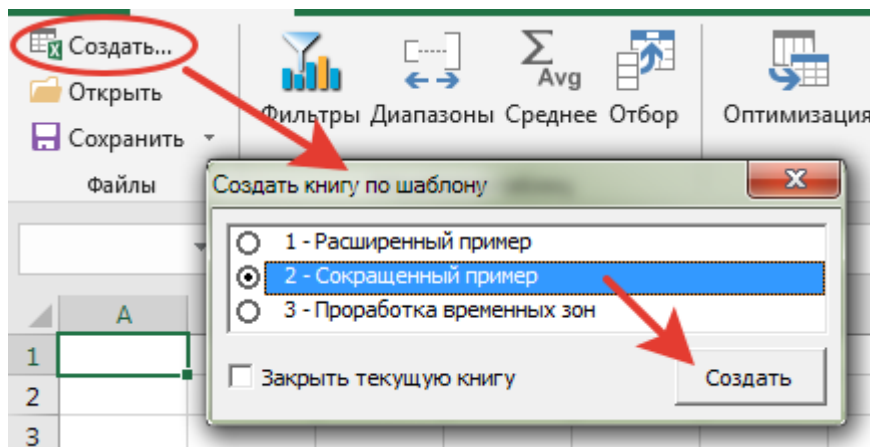 Создать...
Открыть
Сохранить
Файлы
Σ
Avg
Фильтры Диапазоны Среднее Отбор
Оптимизация
Создать книгу по шаблону
1 - Расширенный пример
2 - Сокращенный пример
3 - Проработка временных зон
Закрыть текущую книгу
Создать
A
1
2
3